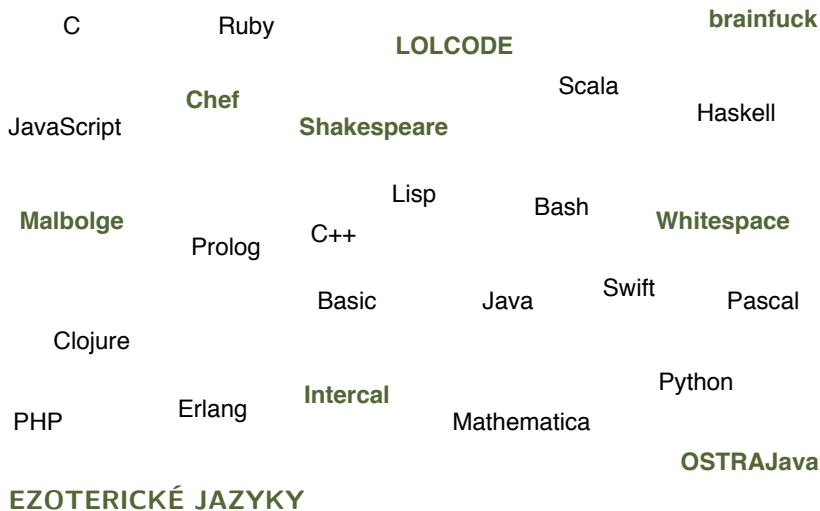 C
Ruby
brainfuck
LOLCODE
Scala
Chef
Haskell
JavaScript
Shakespeare
Lisp
Bash
Malbolge
Whitespace
C++
Prolog
Swift
Basic
Java
Pascal
Clojure
Python
Intercal
Erlang
PHP
Mathematica
OSTRAJava
EZOTERICKÉ JAZYKY